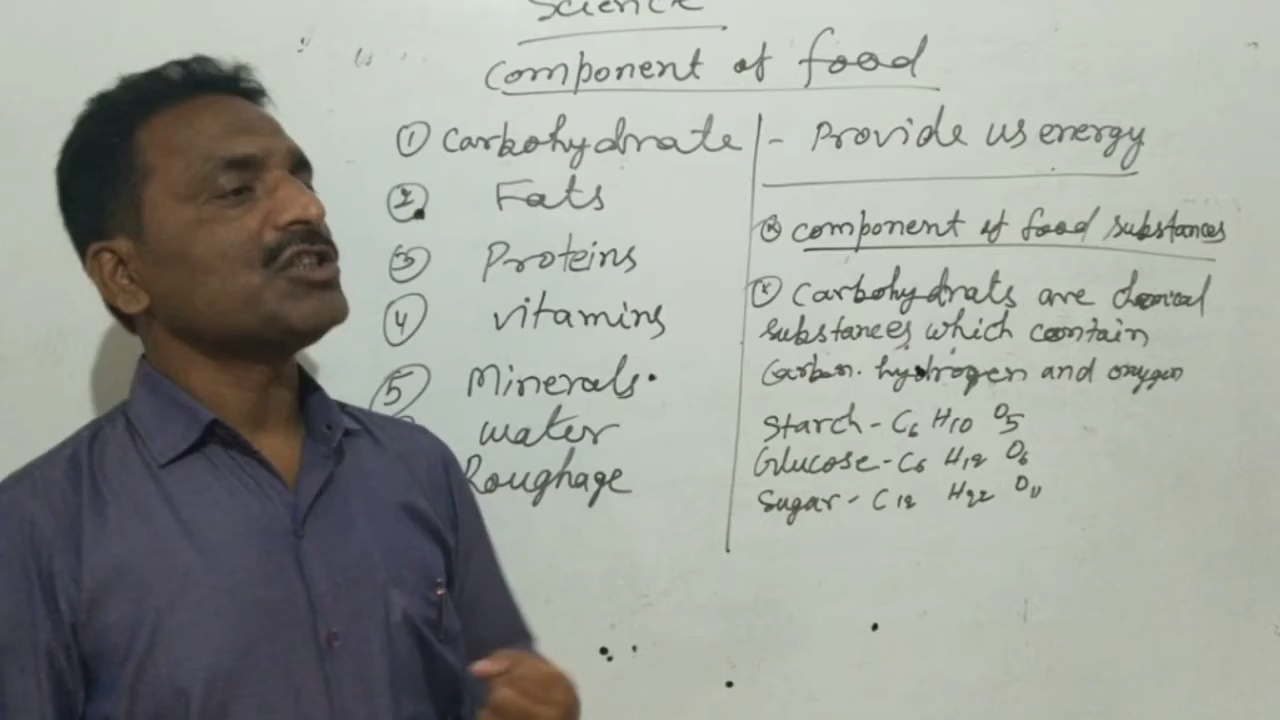 Science
component of food
① Carbohydrate
② Fats
③ Proteins
④ vitamins
⑤ Minerals.
water
Roughage
- Provide us energy
component of food substances
Carbohydrats are chemical
substances which contain
Carbon. hydrogen and oxygen
Starch - C6 H10 O5
Glucose - C6 H12 O6
Sugar - C12 H22 O11